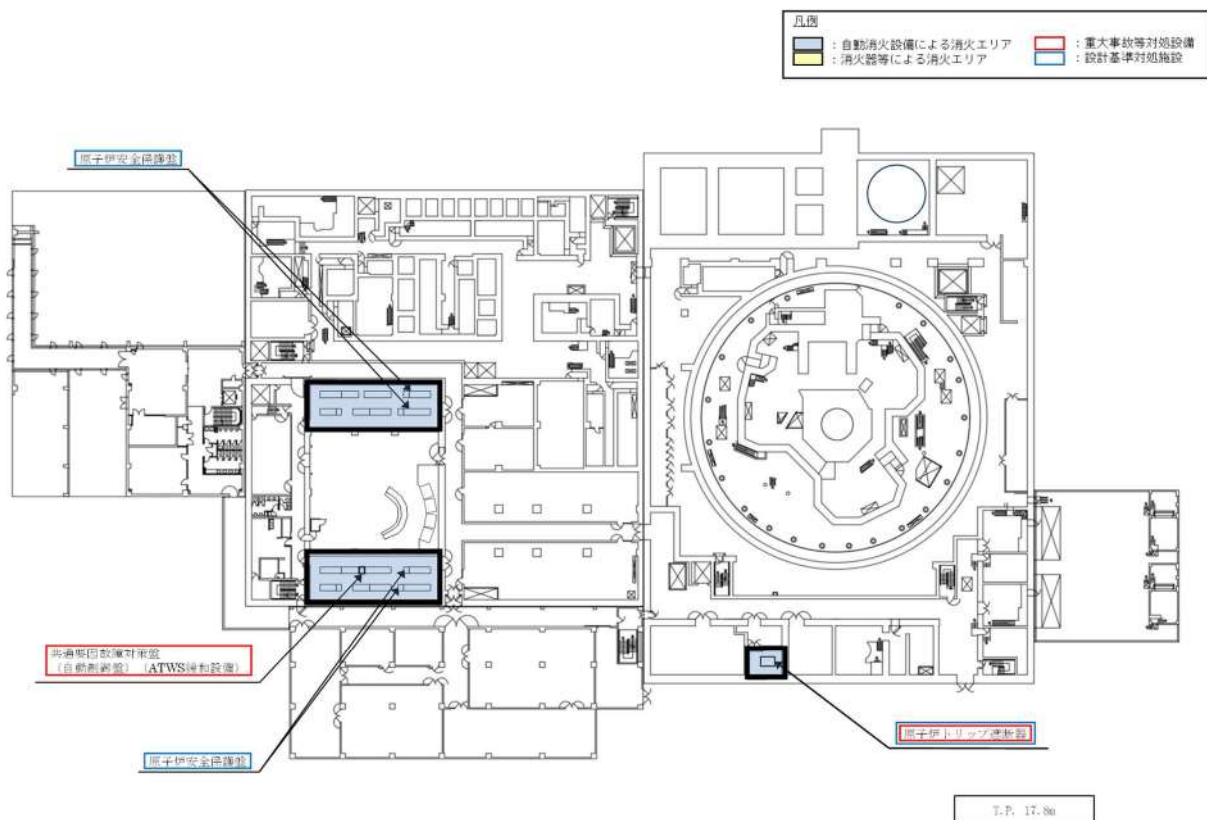 凡例
：自動消火設備による消火エリア
：消火器等による消火エリア
：重大事故等対処設備
：設計基準対処施設
原子炉安全保護盤
共通要因故障対策盤
（自動制御盤）（ATWS緩和設備）
原子炉安全保護盤
原子炉トリップ遮断器
T.P. 17.8m